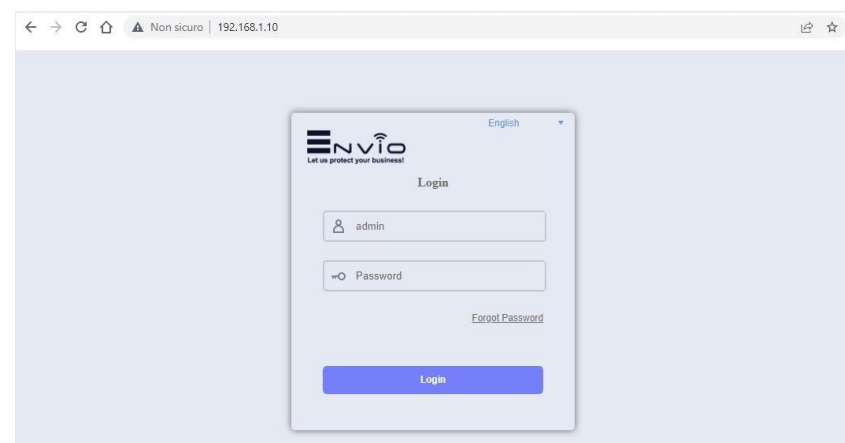 Non sicuro | 192.168.1.10
English
ENVIO
Let us protect your business!
Login
admin
Password
Forgot Password
Login